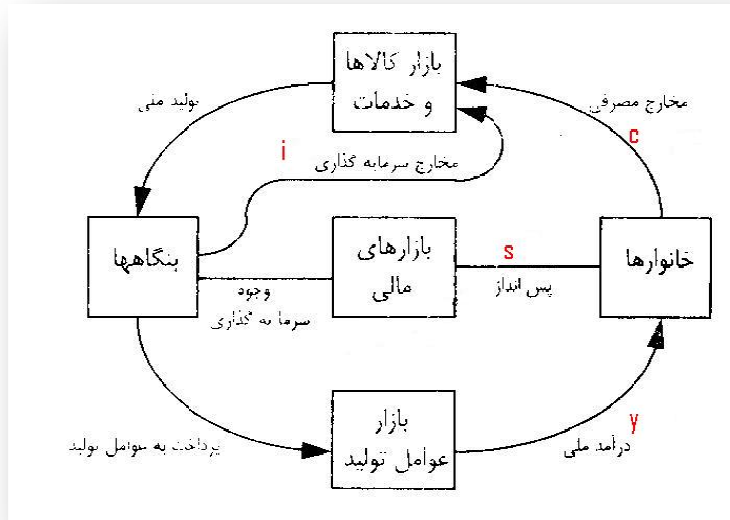 بازار کالاها
و خدمات
تولید ملی
مخارج مصرفی
c
i
مخارج سرمایه گذاری
بنگاهها
بازارهای
مالی
s
پس انداز
خانوارها
وجوه
سرمایه گذاری
بازار
عوامل تولید
پرداخت به عوامل تولید
y
درآمد ملی